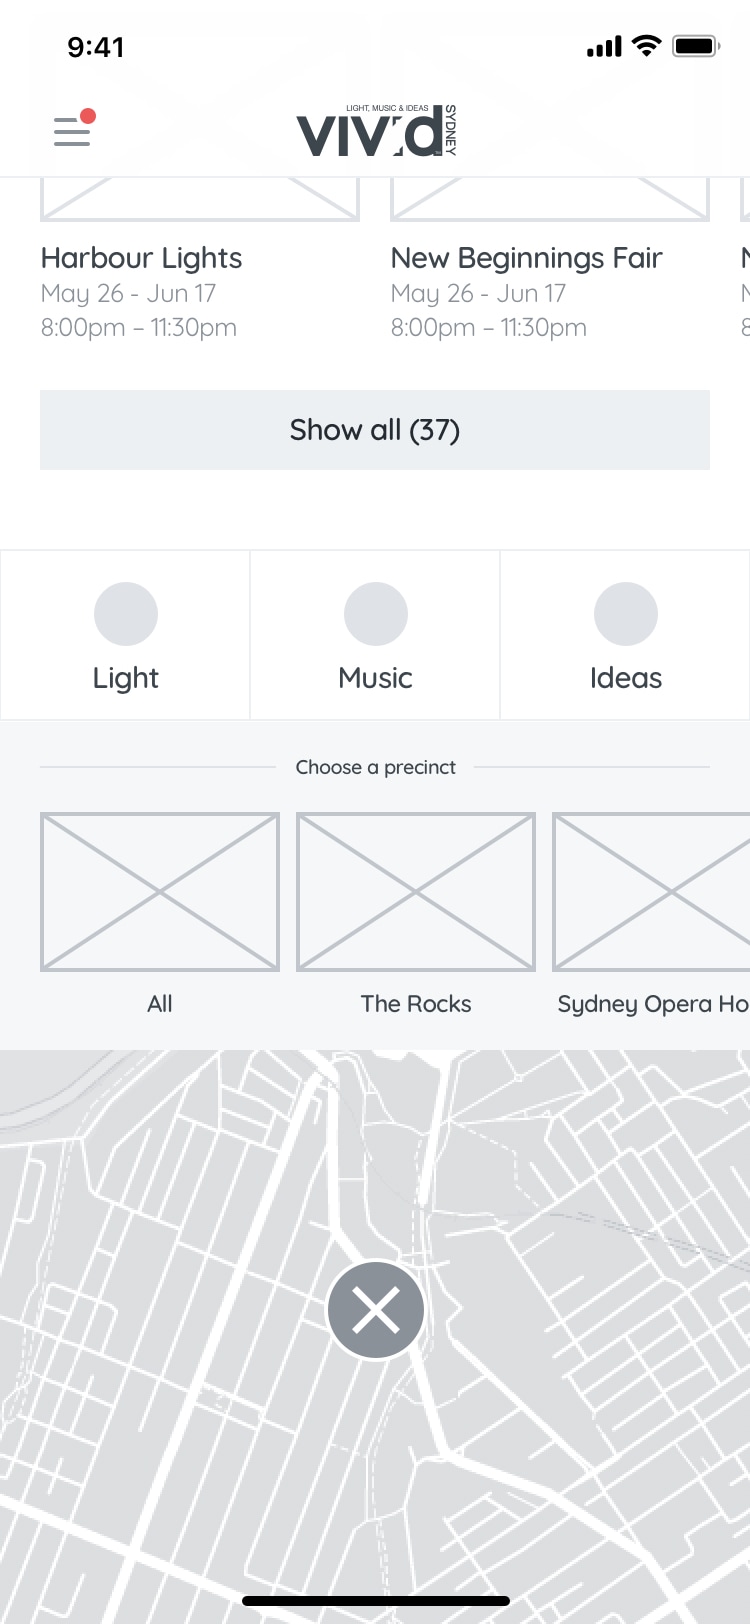 9:41
LIGHT, MUSIC & IDEAS
vivid
SYDNEY
Harbour Lights
New Beginnings Fair
May 26 - Jun 17
May 26 - Jun 17
8:00pm – 11:30pm
8:00pm – 11:30pm
Show all (37)
Light
Music
Ideas
Choose a precinct
All
The Rocks
Sydney Opera Ho